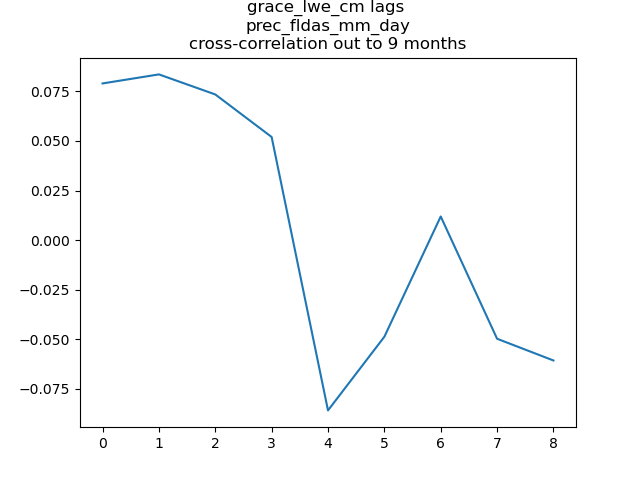 grace_lwe_cm lags
prec_fldas_mm_day
cross-correlation out to 9 months
0.075
0.050
0.025
0.000
−0.025
−0.050
−0.075
0 1 2 3 4 5 6 7 8